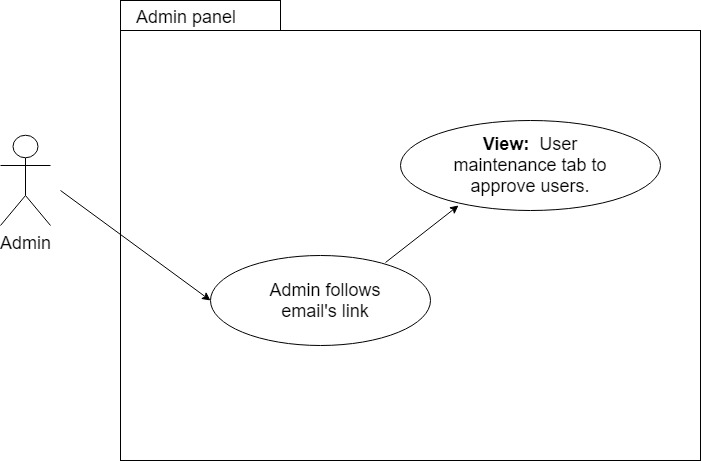 Admin panel
View:  User
maintenance tab to
approve users.
Admin
Admin follows
email's link